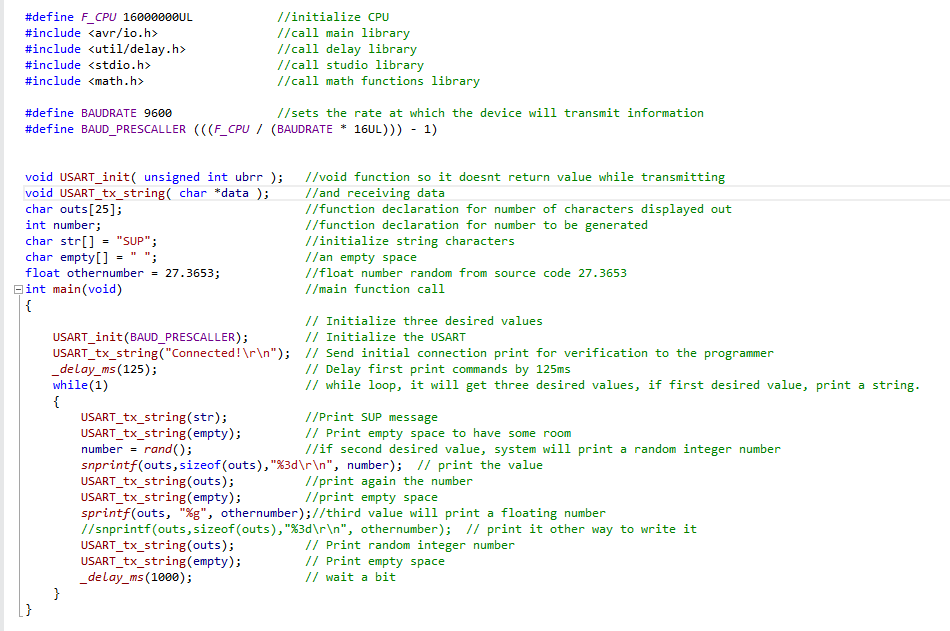 #define F_CPU 16000000UL //initialize CPU
#include <avr/io.h> //call main library
#include <util/delay.h> //call delay library
#include <stdio.h> //call studio library
#include <math.h> //call math functions library
#define BAUDRATE 9600 //sets the rate at which the device will transmit information
#define BAUD_PRESCALLER (((F_CPU / (BAUDRATE * 16UL))) - 1)
void USART_init( unsigned int ubrr ); //void function so it doesnt return value while transmitting
void USART_tx_string( char *data ); //and receiving data
char outs[25]; //function declaration for number of characters displayed out
int number; //function declaration for number to be generated
char str[] = "SUP"; //initialize string characters
char empty[] = " "; //an empty space
float othernumber = 27.3653; //float number random from source code 27.3653
int main(void) //main function call
{
// Initialize three desired values
USART_init(BAUD_PRESCALLER); // Initialize the USART
USART_tx_string("Connected!\r\n"); // Send initial connection print for verification to the programmer
_delay_ms(125); // Delay first print commands by 125ms
while(1) // while loop, it will get three desired values, if first desired value, print a string.
{
USART_tx_string(str); //Print SUP message
USART_tx_string(empty); // Print empty space to have some room
number = rand(); //if second desired value, system will print a random integer number
snprintf(outs,sizeof(outs),"%3d\r\n", number); // print the value
USART_tx_string(outs); //print again the number
USART_tx_string(empty); //print empty space
sprintf(outs, "%g", othernumber);//third value will print a floating number
//snprintf(outs,sizeof(outs),"%3d\r\n", othernumber); // print it other way to write it
USART_tx_string(outs); // Print random integer number
USART_tx_string(empty); // Print empty space
_delay_ms(1000); // wait a bit
}
}